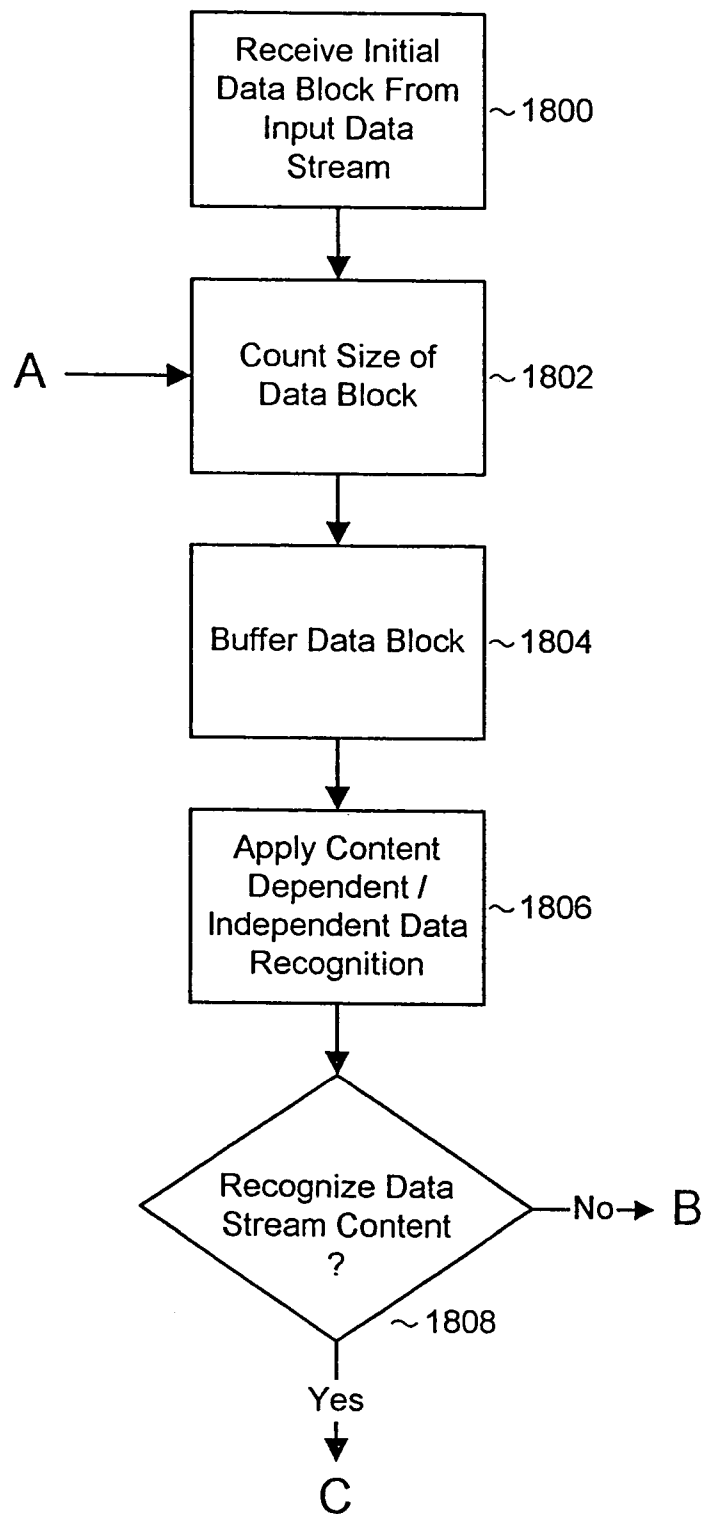 Receive Initial
Data Block From
Input Data
Stream
~1800
A
Count Size of
Data Block
~1802
Buffer Data Block
~1804
Apply Content
Dependent /
Independent Data
Recognition
~1806
Recognize Data
Stream Content
?
No
B
~1808
Yes
C